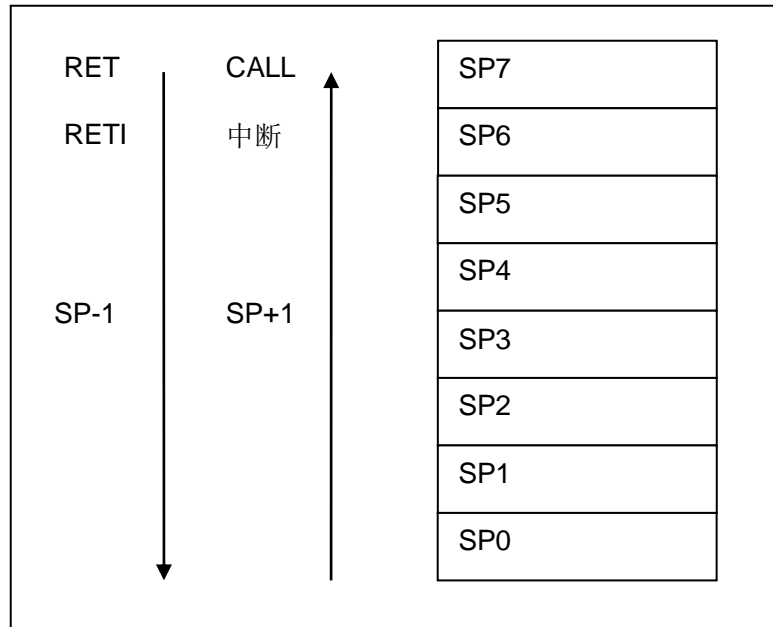 RET CALL SP7
RETI 中断 SP6
SP5
SP4
SP-1 SP+1 SP3
SP2
SP1
SP0